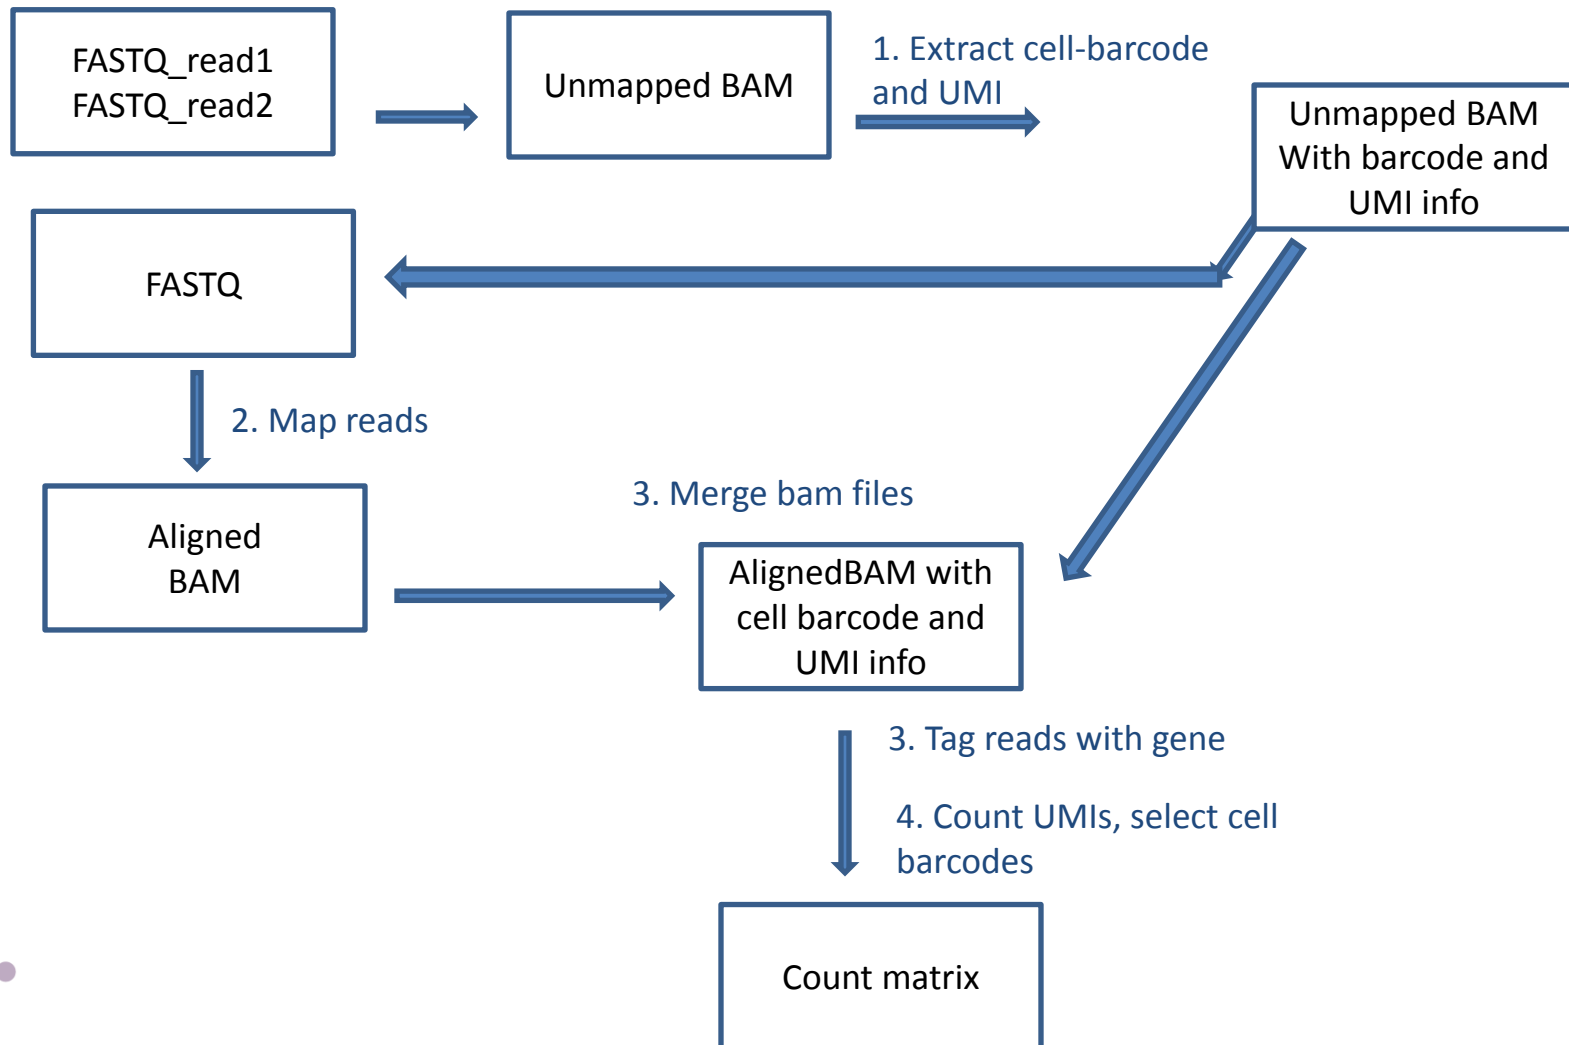 FASTQ_read1
FASTQ_read2
Unmapped BAM
1. Extract cell-barcode
and UMI
Unmapped BAM
With barcode and
UMI info
FASTQ
2. Map reads
Aligned
BAM
3. Merge bam files
AlignedBAM with
cell barcode and
UMI info
3. Tag reads with gene
4. Count UMIs, select cell
barcodes
Count matrix